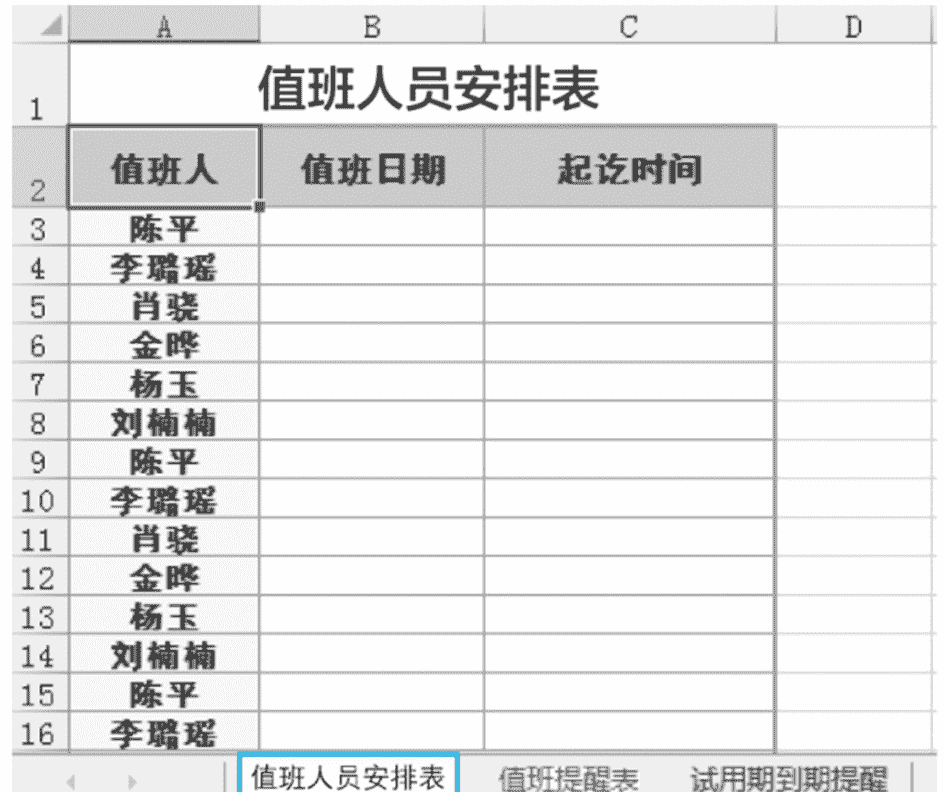 A B C D
1 值班人员安排表
2 值班人 值班日期 起讫时间
3 陈平
4 李璐瑶
5 肖骁
6 金晔
7 杨玉
8 刘楠楠
9 陈平
10 李璐瑶
11 肖骁
12 金晔
13 杨玉
14 刘楠楠
15 陈平
16 李璐瑶
值班人员安排表 值班提醒表 试用期到期提醒